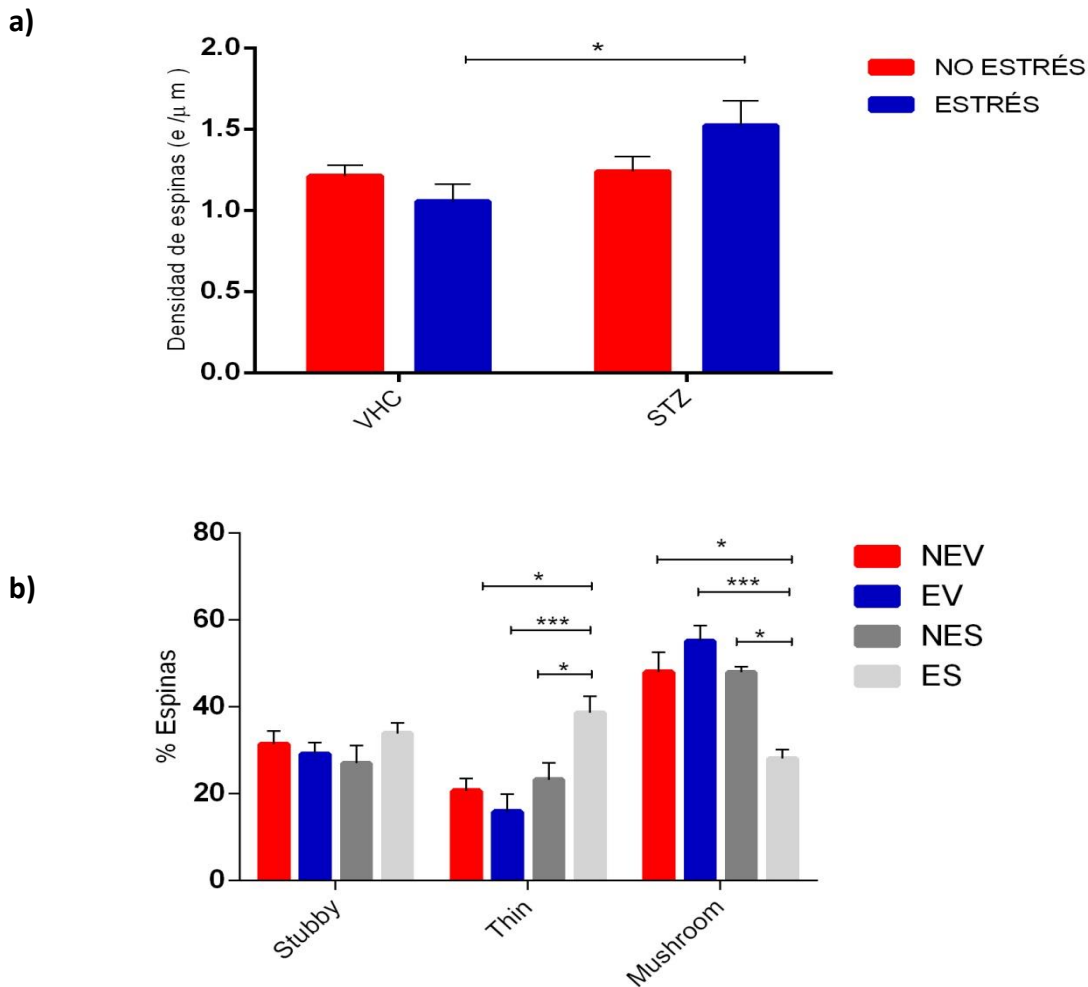 a)
Densidad de espinas (e /μ m )
2.0
1.5
1.0
0.5
0.0
*
VHC
STZ
NO ESTRÉS
ESTRÉS
b)
% Espinas
80
60
40
20
0
*
***
*
*
***
*
Stubby
Thin
Mushroom
NEV
EV
NES
ES